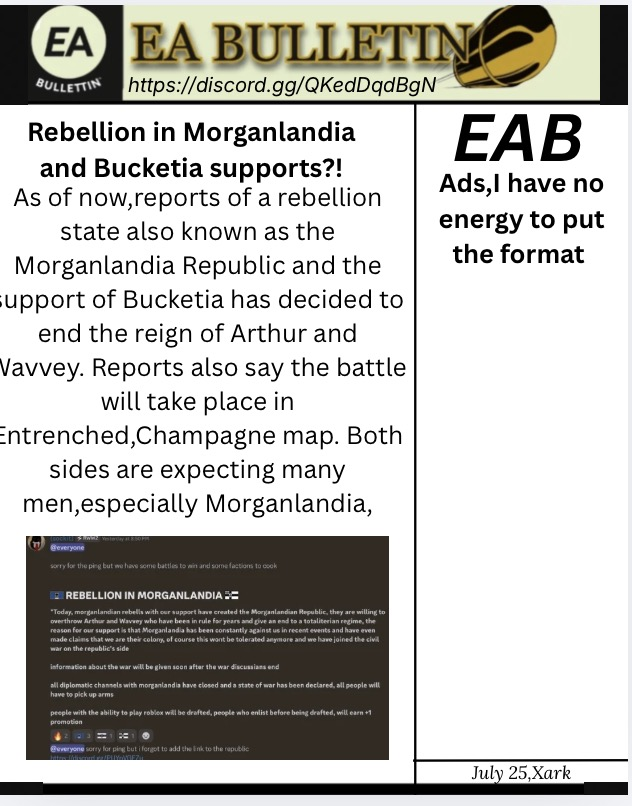 EA
BULLETTIN
EA BULLETIN
https://discord.gg/QKedDqdBgN
Rebellion in Morganlandia
and Bucketia supports?!
As of now,reports of a rebellion
state also known as the
Morganlandia Republic and the
support of Bucketia has decided to
end the reign of Arthur and
Wavvey. Reports also say the battle
will take place in
Entrenched,Champagne map. Both
sides are expecting many
men,especially Morganlandia,
@everyone
sorry for the ping but we have some battles to win and some factions to cook
REBELLION IN MORGANLANDIA
"Today, morganlandian rebells with our support have created the Morganlandian Republic, they are willing to
overthrow Arthur and Wavvey who have been in rule for years and give an end to a totaliterian regime, the
reason for our support is that Morganlandia has been constantly against us in recent events and have even
made claims that we are their colony, of course this wont be tolerated anymore and we have joined the civil
war on the republic's side
information about the war will be given soon after the war discussions end
all diplomatic channels with morganlandia have closed and a state of war has been declared, all people will
have to pick up arms
people with the ability to play roblox will be drafted, people who enlist before being drafted, will earn +1
promotion
@everyone sorry for ping but i forgot to add the link to the republic
EAB
Ads,I have no
energy to put
the format
July 25,Xark